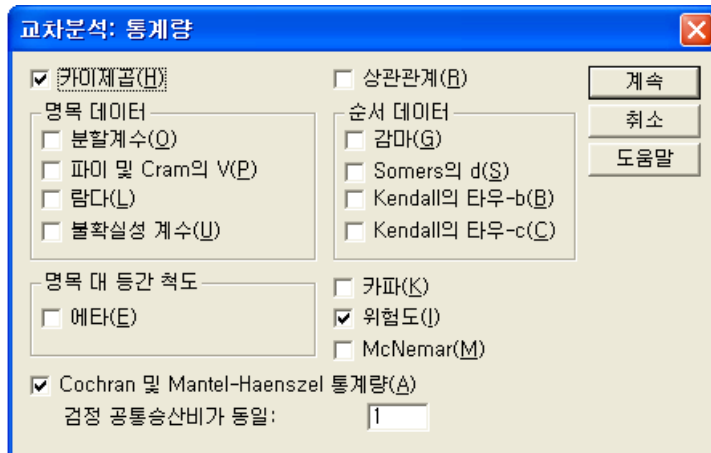 교차분석: 통계량
카이제곱(H)
상관관계(R)
계속
명목 데이터
순서 데이터
취소
분할계수(O)
감마(G)
도움말
파이 및 Cram의 V(P)
Somers의 d(S)
람다(L)
Kendall의 타우-b(B)
불확실성 계수(U)
Kendall의 타우-c(C)
명목 대 등간 척도
카파(K)
에타(E)
위험도(I)
McNemar(M)
Cochran 및 Mantel-Haenszel 통계량(A)
검정 공통승산비가 동일:
1